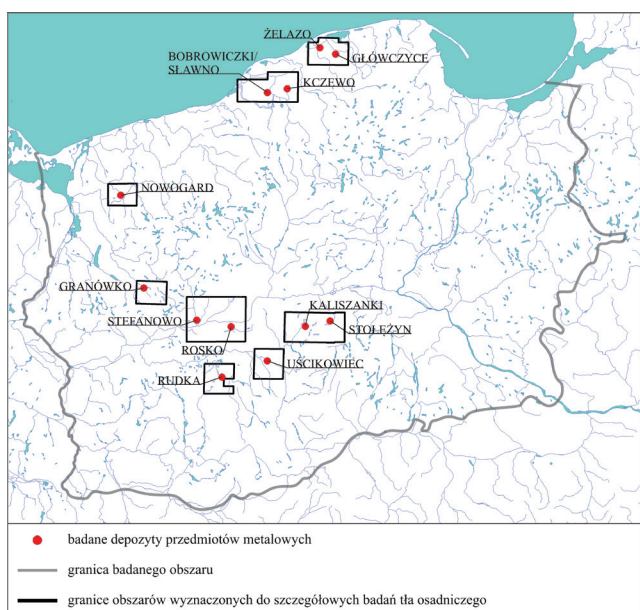 ŻELAZO
BOBROWICZKI/
SŁAWNO
GŁÓWCZYCE
KCZEWO
NOWOGARD
GRANÓWKO
STEFANOWO
KALISZANKI
STOŁĘŻYN
ROSKO
UŚCIKOWIEC
RUDKA
badane depozyty przedmiotów metalowych
granica badanego obszaru
granice obszarów wyznaczonych do szczegółowych badań tła osadniczego